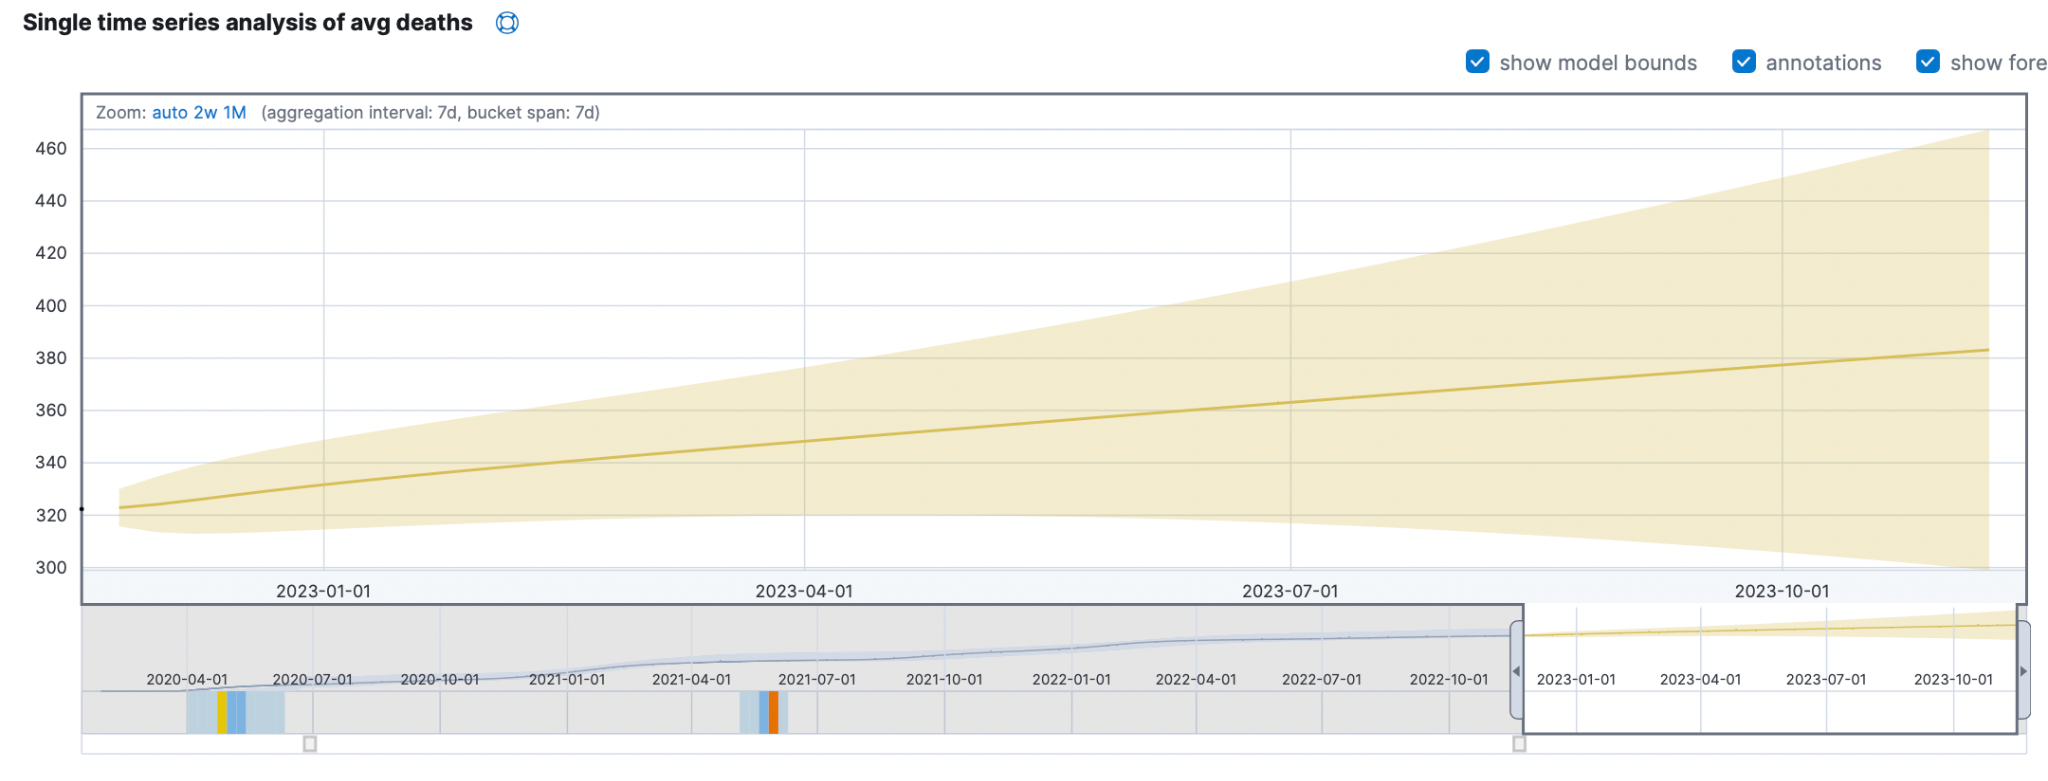 Single time series analysis of avg deaths
show model bounds annotations show fore
Zoom: auto 2w 1M (aggregation interval: 7d, bucket span: 7d)
460
440
420
400
380
360
340
320
300
2023-01-01 2023-04-01 2023-07-01 2023-10-01
2020-04-01 2020-07-01 2020-10-01 2021-01-01 2021-04-01 2021-07-01 2021-10-01 2022-01-01 2022-04-01 2022-07-01 2022-10-01 2023-01-01 2023-04-01 2023-07-01 2023-10-01